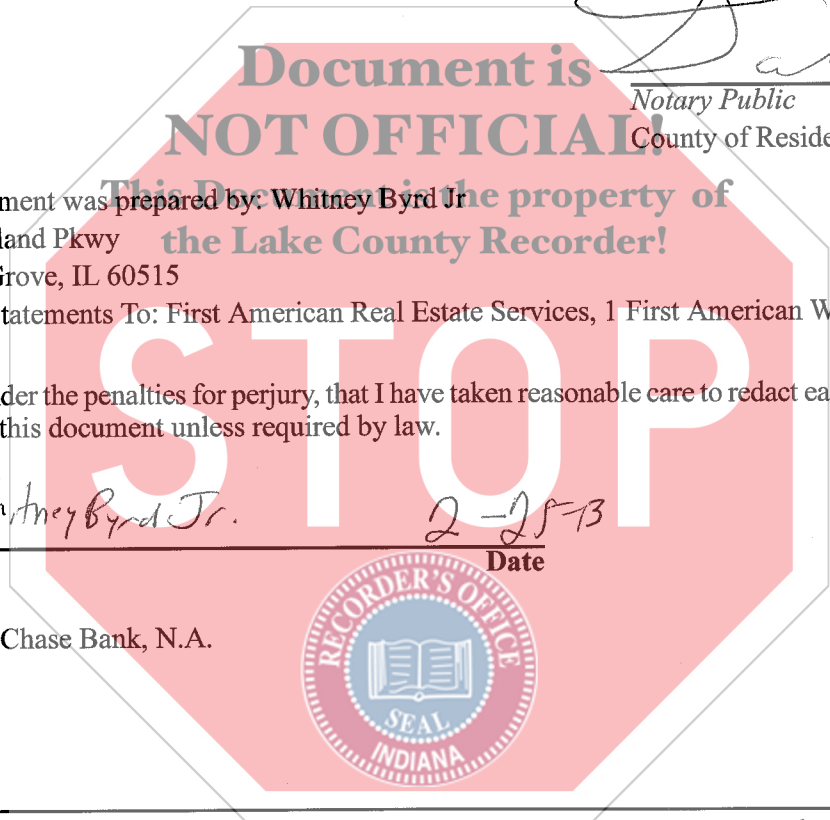 Document is
NOT OFFICIAL!
This Document is the property of
the Lake County Recorder!
STOP
Notary Public
County of Reside
ment was prepared by: Whitney Byrd Jr
land Pkwy
Grove, IL 60515
tatements To: First American Real Estate Services, 1 First American W
der the penalties for perjury, that I have taken reasonable care to redact ea
this document unless required by law.
tney Byrd Jr. 2-25-13
Date
Chase Bank, N.A.
RECORDER'S OFFICE
SEAL
INDIANA